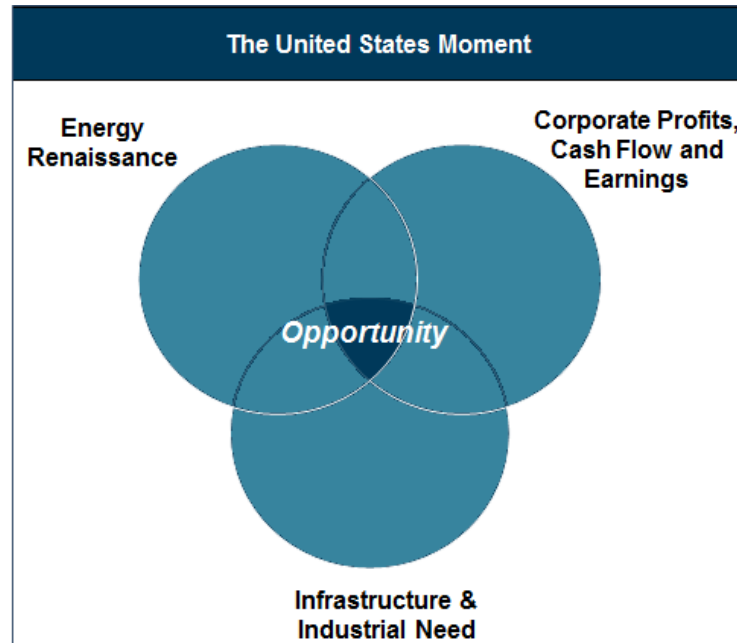 The United States Moment
Energy
Renaissance
Corporate Profits,
Cash Flow and
Earnings
Opportunity
Infrastructure &
Industrial Need